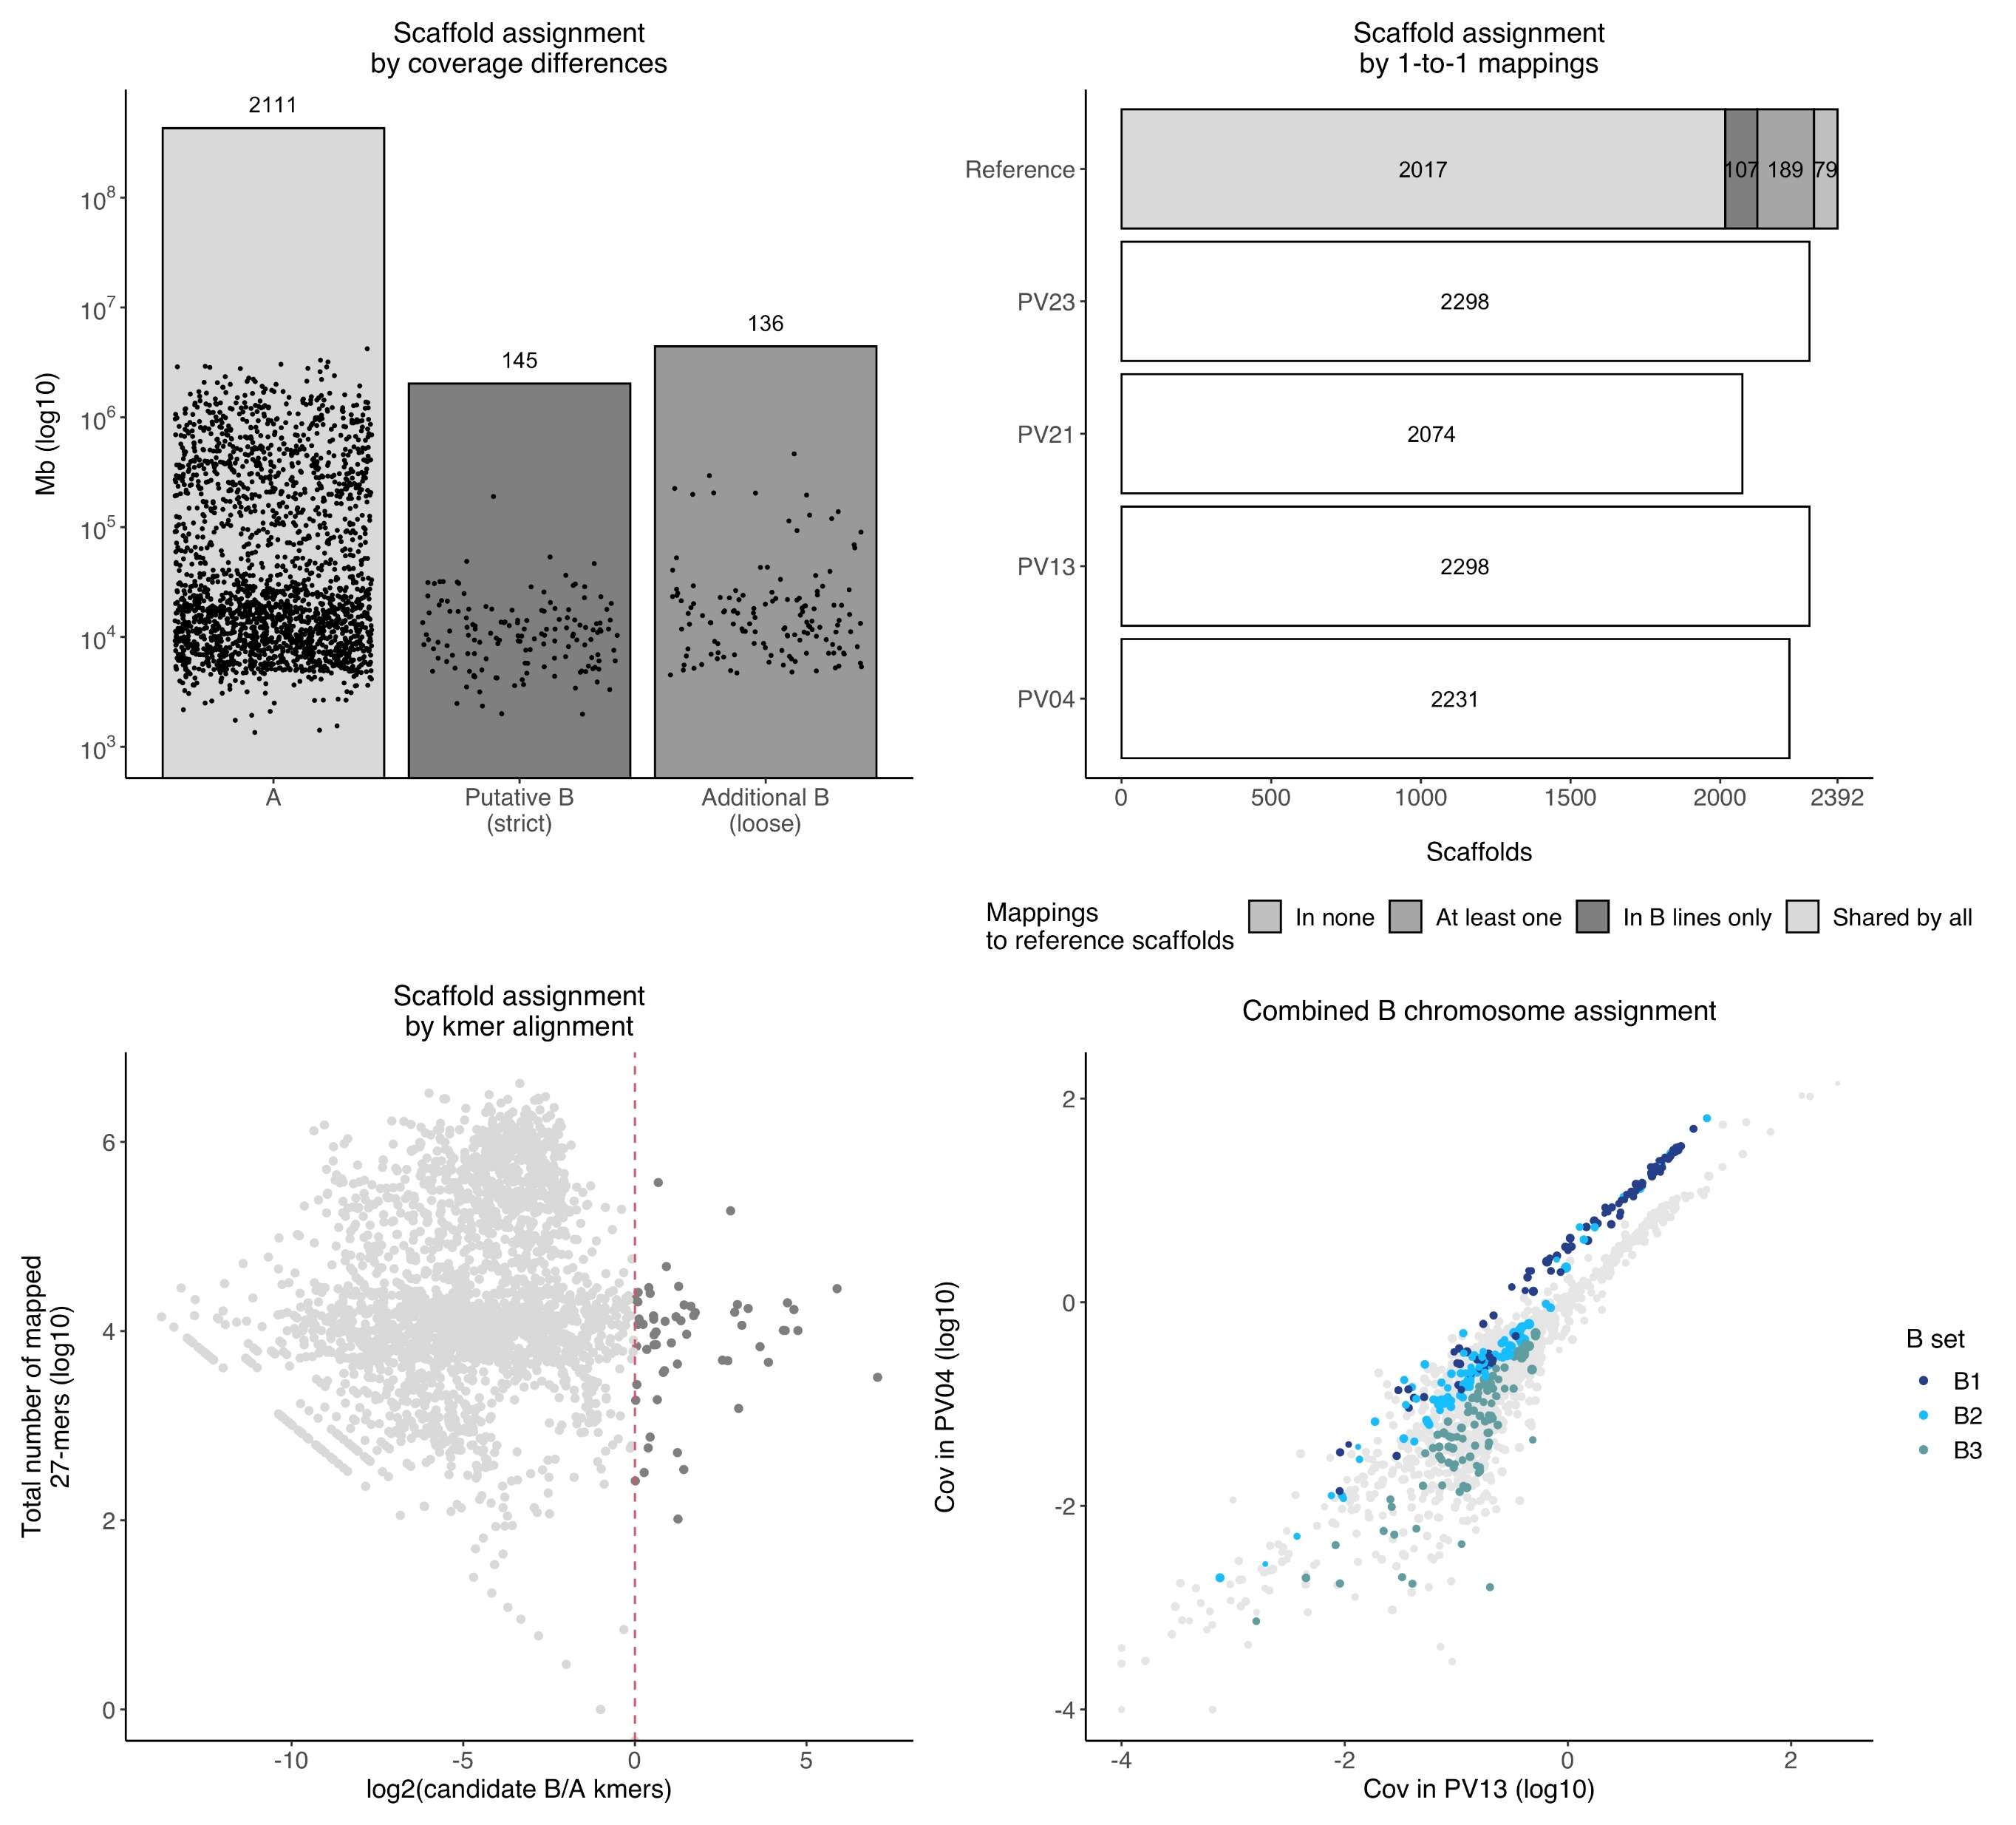 Scaffold assignment
by coverage differences
2111
145
136
10^8
10^7
10^6
10^5
10^4
10^3
Mb (log10)
A
Putative B
(strict)
Additional B
(loose)
Scaffold assignment
by 1-to-1 mappings
Reference
2017
107
189
79
PV23
2298
PV21
2074
PV13
2298
PV04
2231
0
500
1000
1500
2000
2392
Scaffolds
Mappings
to reference scaffolds
In none
At least one
In B lines only
Shared by all
Scaffold assignment
by kmer alignment
6
4
2
0
Total number of mapped
27-mers (log10)
-10
-5
0
5
log2(candidate B/A kmers)
Combined B chromosome assignment
2
0
-2
-4
Cov in PV04 (log10)
-4
-2
0
2
Cov in PV13 (log10)
B set
B1
B2
B3